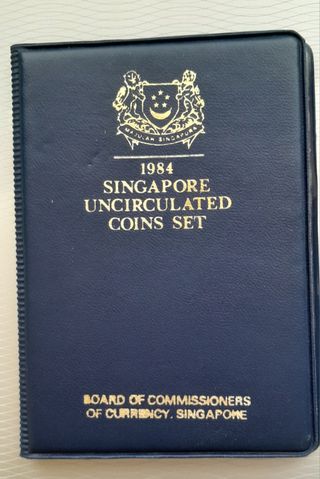 MAJULAH SINGAPURA
1984
SINGAPORE
UNCIRCULATED
COINS SET
BOARD OF COMMISSIONERS
OF CURRENCY, SINGAPORE